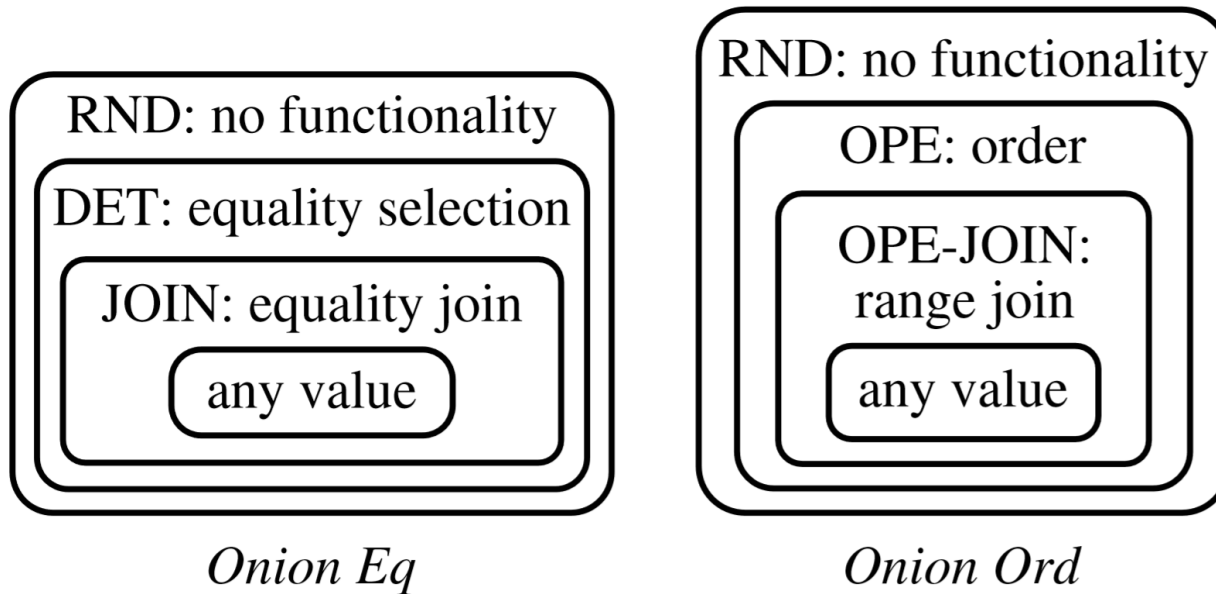 RND: no functionality
DET: equality selection
JOIN: equality join
any value
Onion Eq
RND: no functionality
OPE: order
OPE-JOIN:
range join
any value
Onion Ord